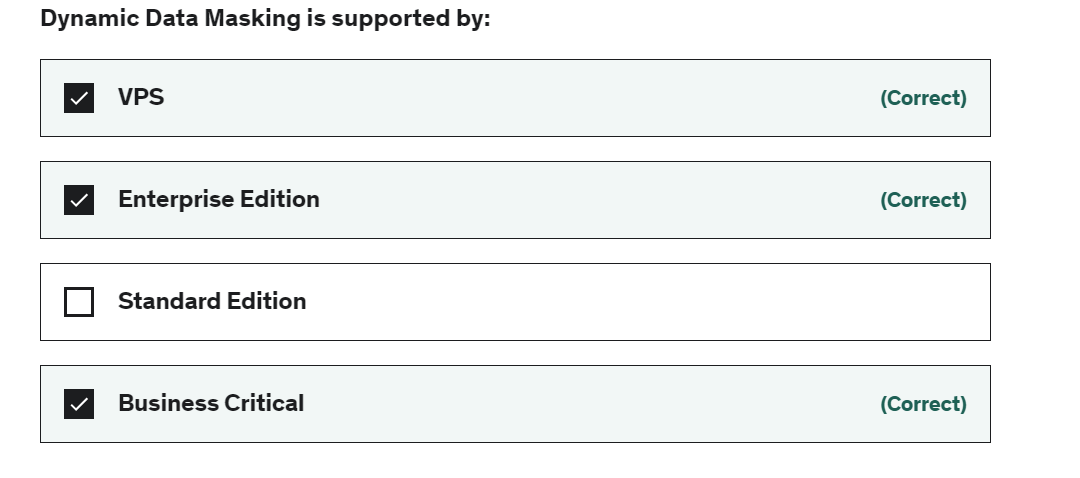 Dynamic Data Masking is supported by:
VPS (Correct)
Enterprise Edition (Correct)
Standard Edition
Business Critical (Correct)